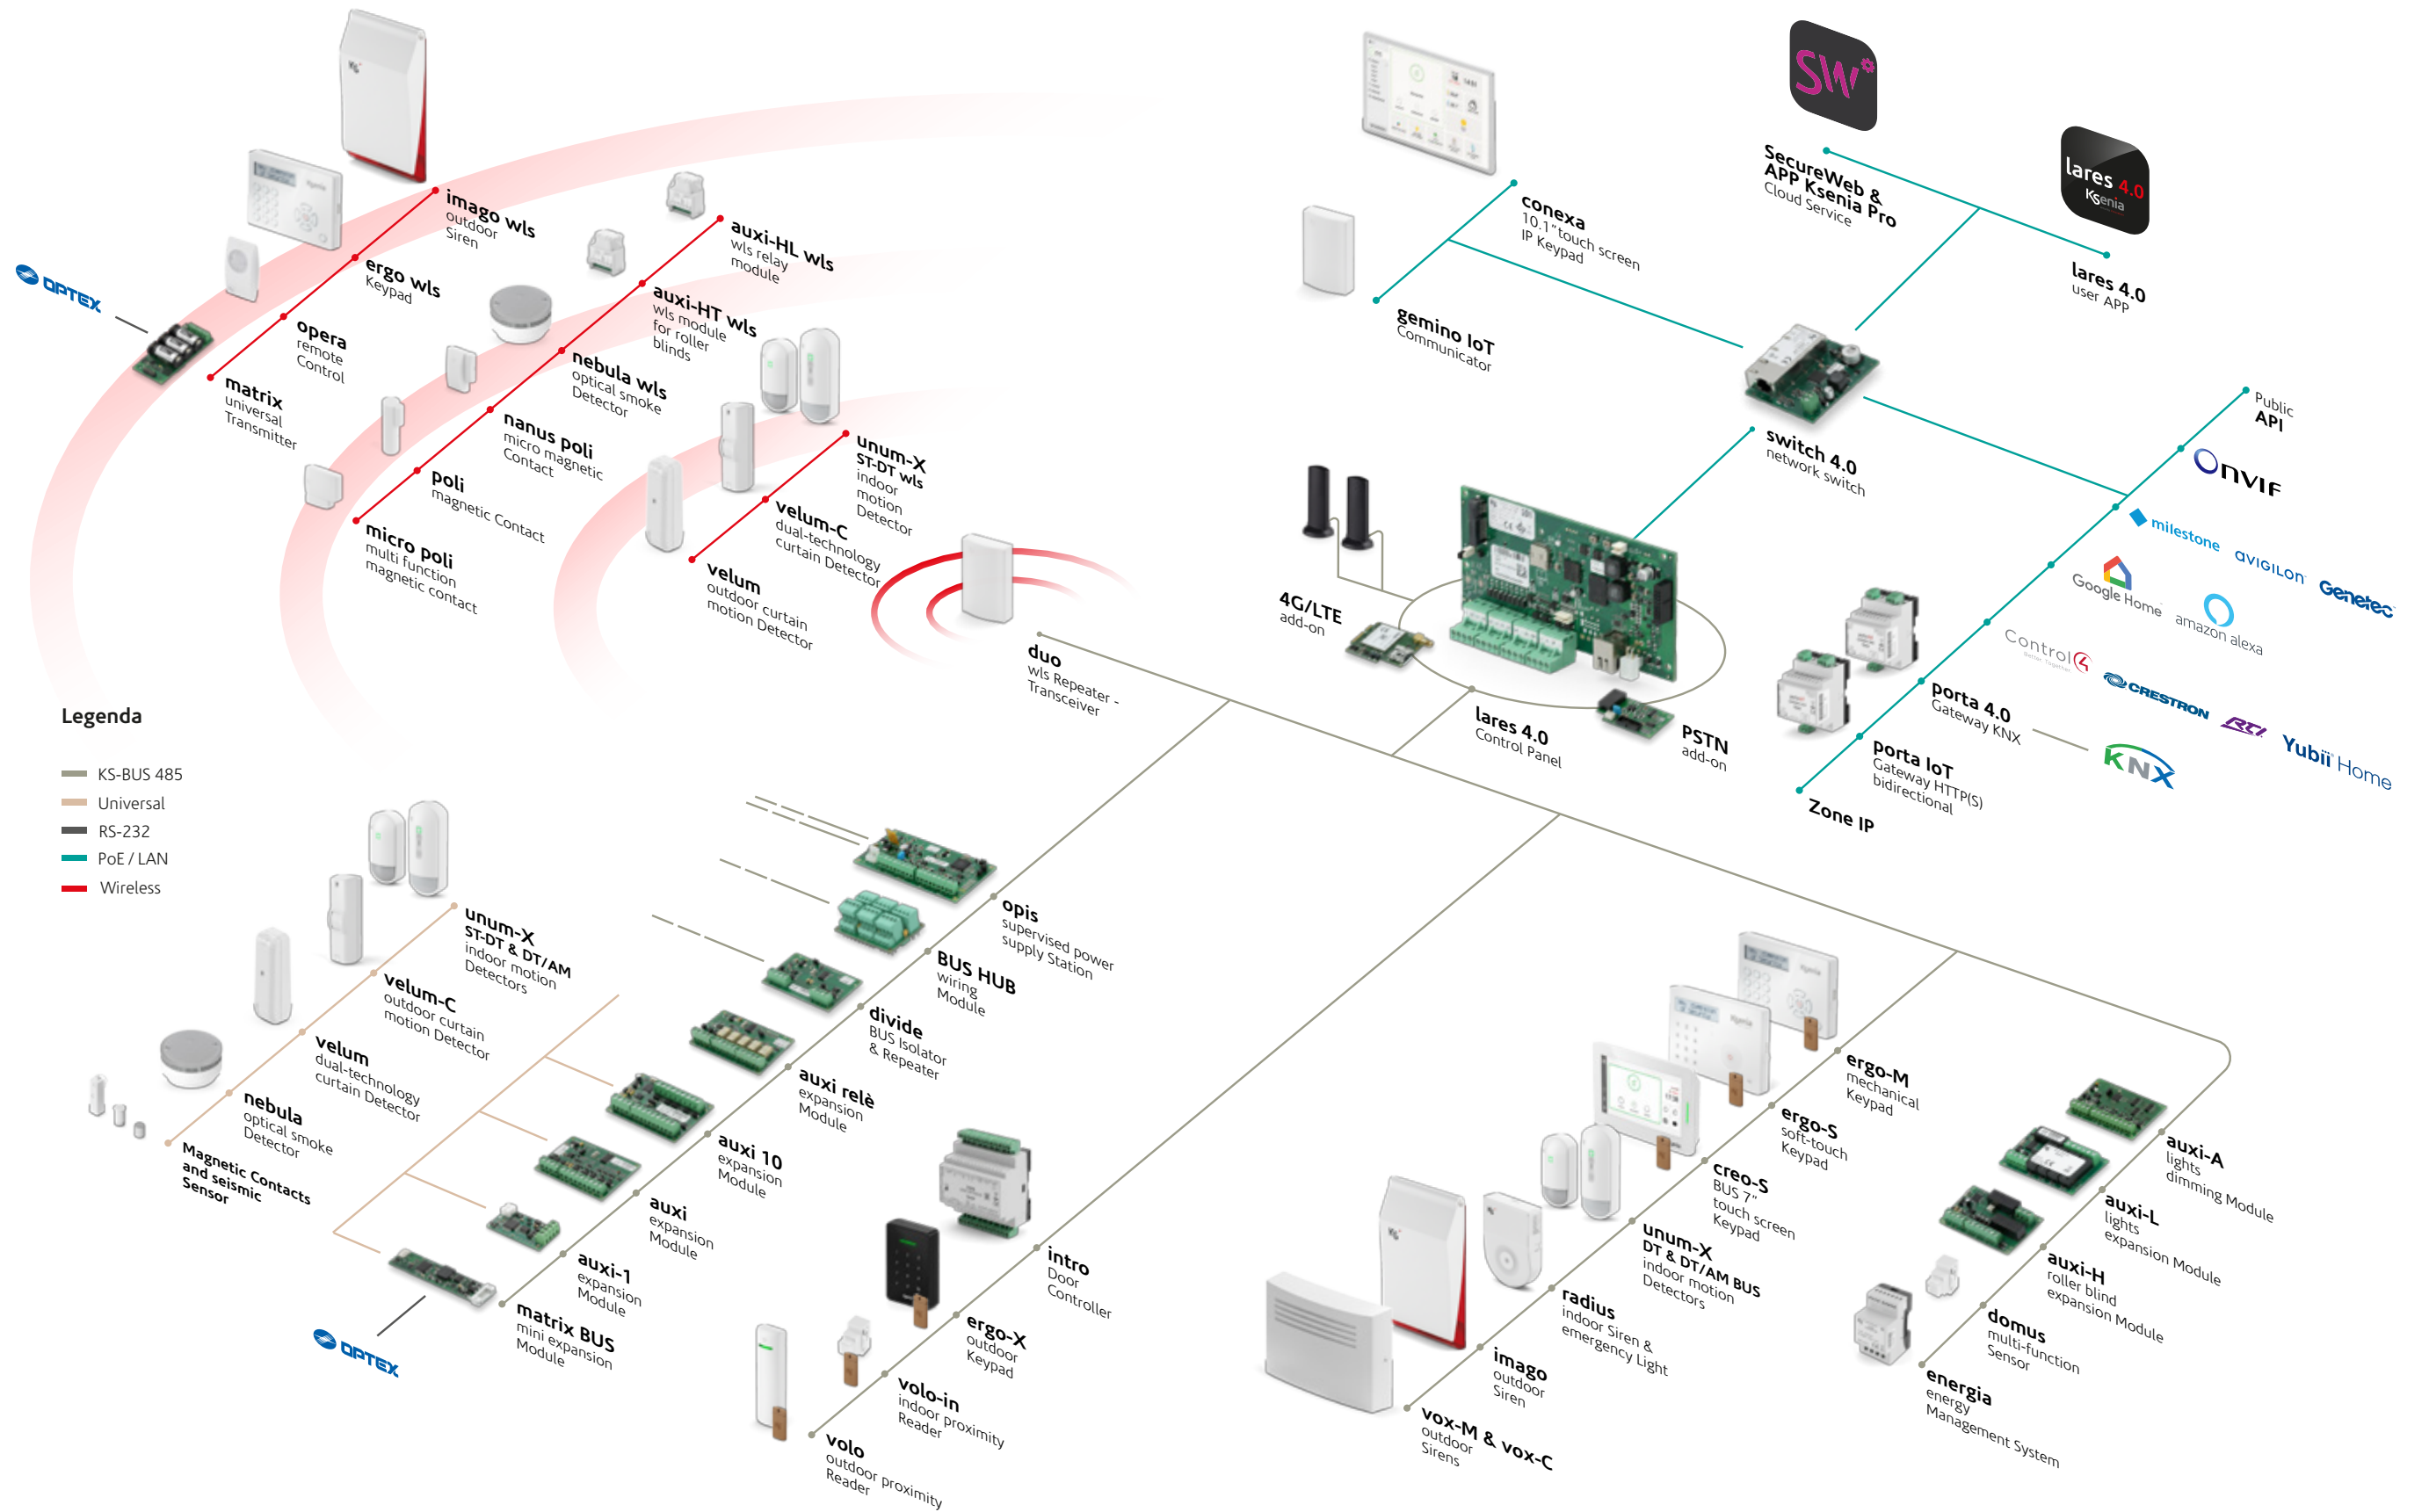 imago wls
outdoor
Siren
ergo wls
Keypad
OPTEX
opera
remote
Control
matrix
universal
Transmitter
auxi-HL wls
wls relay
module
auxi-HT wls
wls module
for roller
blinds
nebula wls
optical smoke
Detector
nanus poli
micro magnetic
Contact
poli
magnetic Contact
micro poli
multi function
magnetic contact
unum-X
ST-DT wls
indoor
motion
Detector
velum-C
dual-technology
curtain Detector
velum
outdoor curtain
motion Detector
duo
wls Repeater -
Transceiver
conexa
10.1" touch screen
IP Keypad
gemino IoT
Communicator
SW
SecureWeb &
APP Ksenia Pro
Cloud Service
lares 4.0
Ksenia
lares 4.0
user APP
switch 4.0
network switch
4G/LTE
add-on
lares 4.0
Control Panel
PSTN
add-on
Public
API
ONVIF
milestone
AVIGILON
Genetec
Google Home
amazon alexa
Control4
CRESTRON
RTI
Yubii Home
porta 4.0
Gateway KNX
KNX
porta IoT
Gateway HTTP(S)
bidirectional
Zone IP
Legenda
KS-BUS 485
Universal
RS-232
PoE / LAN
Wireless
unum-X
ST-DT & DT/AM
indoor motion
Detectors
velum-C
outdoor curtain
motion Detector
velum
dual-technology
curtain Detector
nebula
optical smoke
Detector
Magnetic Contacts
and seismic
Sensor
opis
supervised power
supply Station
BUS HUB
wiring
Module
divide
BUS Isolator
& Repeater
auxi relè
expansion
Module
auxi 10
expansion
Module
auxi
expansion
Module
auxi-1
expansion
Module
matrix BUS
mini expansion
Module
OPTEX
intro
Door
Controller
ergo-X
outdoor
Keypad
volo-in
indoor proximity
Reader
volo
outdoor proximity
Reader
ergo-M
mechanical
Keypad
ergo-S
soft-touch
Keypad
creo-S
BUS 7"
touch screen
Keypad
unum-X
DT & DT/AM BUS
indoor motion
Detectors
radius
indoor Siren &
emergency Light
imago
outdoor
Siren
vox-M & vox-C
outdoor
Sirens
auxi-A
lights
dimming Module
auxi-L
lights
expansion Module
auxi-H
roller blind
expansion Module
domus
multi-function
Sensor
energia
energy
Management System